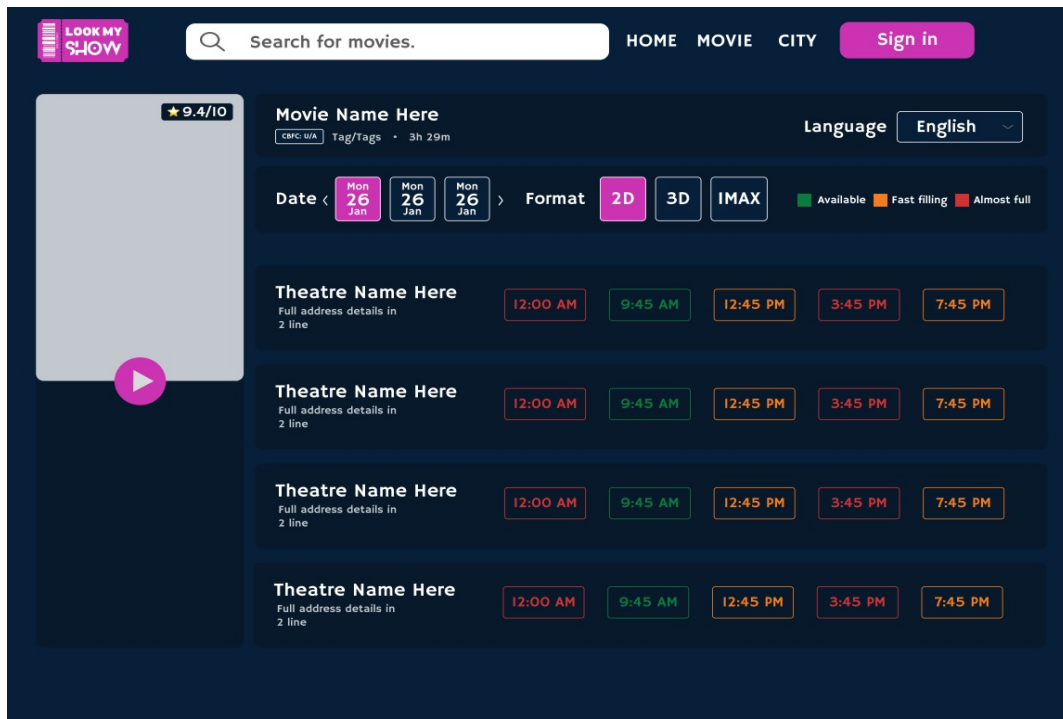 LOOK MY
SHOW
Search for movies.
HOME MOVIE CITY Sign in
★9.4/10
Movie Name Here
CBFC: U/A Tag/Tags • 3h 29m
Language English
Date
Mon
26
Jan
Mon
26
Jan
Mon
26
Jan
Format 2D 3D IMAX
Available Fast filling Almost full
Theatre Name Here
Full address details in
2 line
12:00 AM 9:45 AM 12:45 PM 3:45 PM 7:45 PM
Theatre Name Here
Full address details in
2 line
12:00 AM 9:45 AM 12:45 PM 3:45 PM 7:45 PM
Theatre Name Here
Full address details in
2 line
12:00 AM 9:45 AM 12:45 PM 3:45 PM 7:45 PM
Theatre Name Here
Full address details in
2 line
12:00 AM 9:45 AM 12:45 PM 3:45 PM 7:45 PM